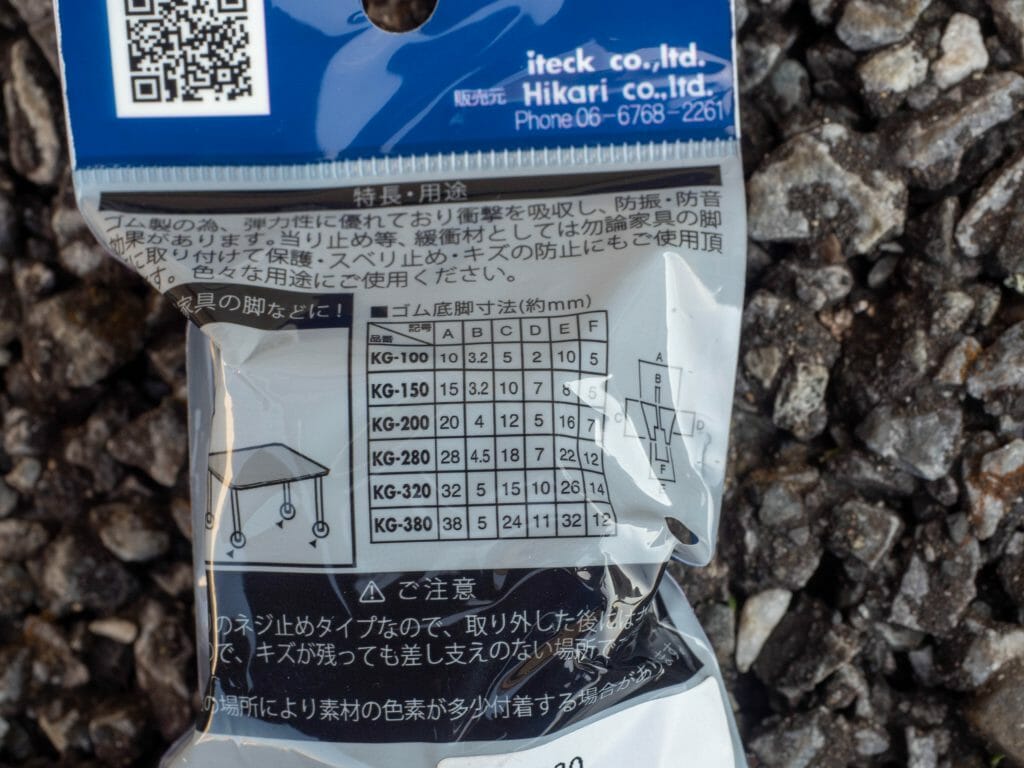 iteck co.,ltd.
販売元 Hikari co.,ltd.
Phone 06-6768-2261
特長・用途
ゴム製の為、弾力性に優れており衝撃を吸収し、防振・防音
効果があります。当り止め等、緩衝材としては勿論家具の脚
に取り付けて保護・スベリ止め・キズの防止にもご使用頂
す。色々な用途にご使用ください。
家具の脚などに!
■ゴム底脚寸法(約mm)
記号 品番 A B C D E F
KG-100 10 3.2 5 2 10 5
KG-150 15 3.2 10 7 8 5
KG-200 20 4 12 5 16 7
KG-280 28 4.5 18 7 22 12
KG-320 32 5 15 10 26 14
KG-380 38 5 24 11 32 12
A
B
C D
F
⚠ ご注意
のネジ止めタイプなので、取り外した後には
ので、キズが残っても差し支えのない場所で
の場所により素材の色素が多少付着する場合があります